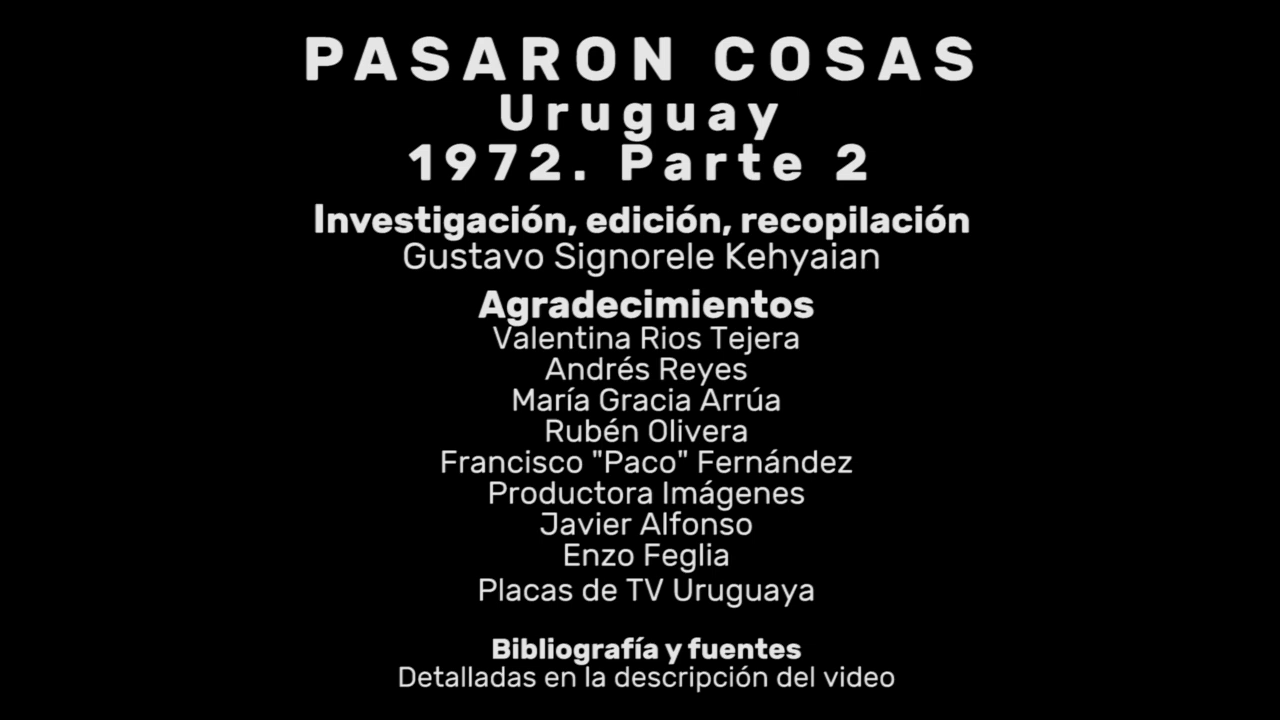 PASARON COSAS
Uruguay
1972. Parte 2
Investigación, edición, recopilación
Gustavo Signorele Kehyaian
Agradecimientos
Valentina Rios Tejera
Andrés Reyes
María Gracia Arrúa
Rubén Olivera
Francisco "Paco" Fernández
Productora Imágenes
Javier Alfonso
Enzo Feglia
Placas de TV Uruguaya
Bibliografía y fuentes
Detalladas en la descripción del video